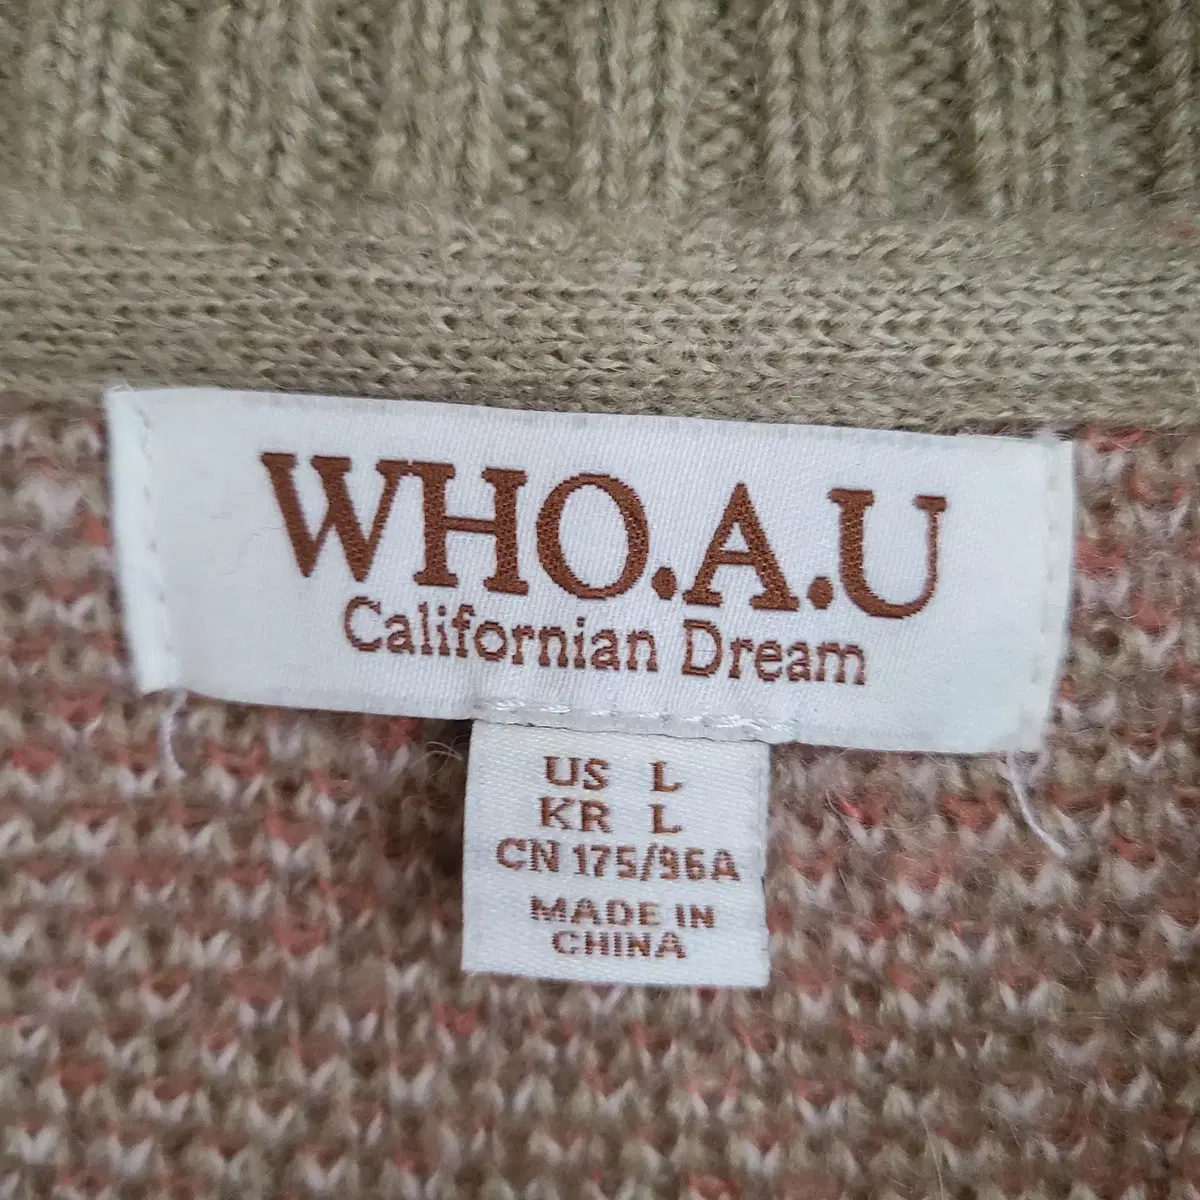 WHO.A.U
Californian Dream
US L
KR L
CN 175/96A
MADE IN
CHINA